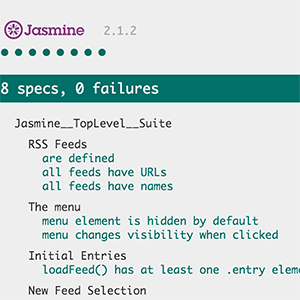 Jasmine 2.1.2
8 specs, 0 failures
Jasmine__TopLevel__Suite
RSS Feeds
are defined
all feeds have URLs
all feeds have names
The menu
menu element is hidden by default
menu changes visibility when clicked
Initial Entries
loadFeed() has at least one .entry elem
New Feed Selection